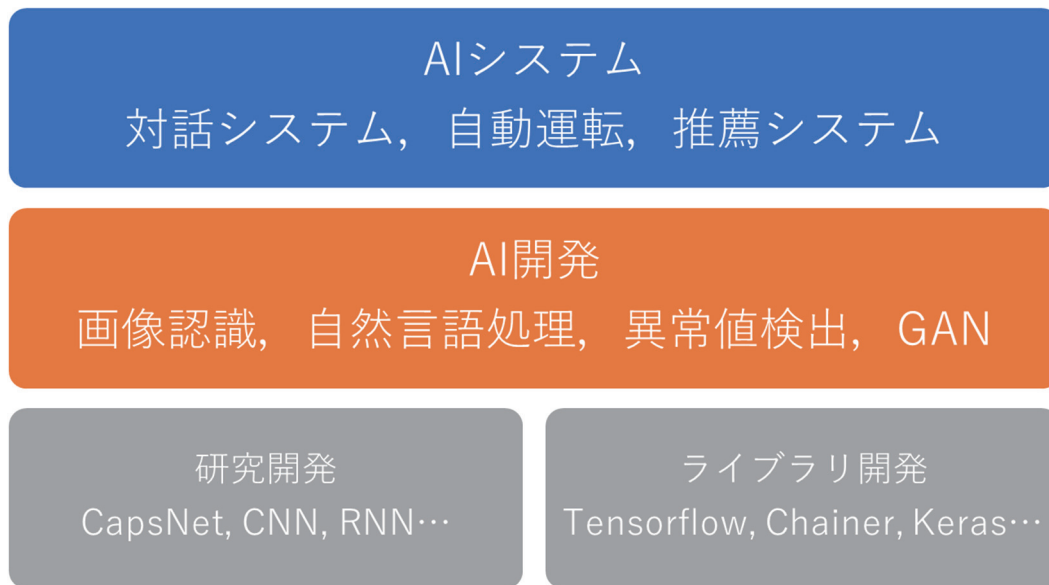 AIシステム
対話システム, 自動運転, 推薦システム
AI開発
画像認識, 自然言語処理, 異常値検出, GAN
研究開発
CapsNet, CNN, RNN…
ライブラリ開発
Tensorflow, Chainer, Keras…